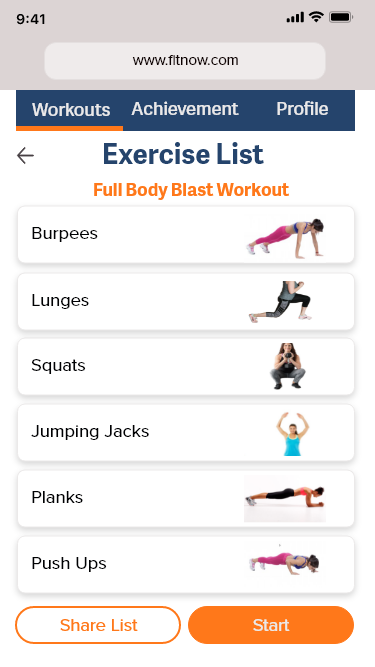 9:41
www.fitnow.com
Workouts Achievement Profile
Exercise List
Full Body Blast Workout
Burpees
Lunges
Squats
Jumping Jacks
Planks
Push Ups
Share List Start